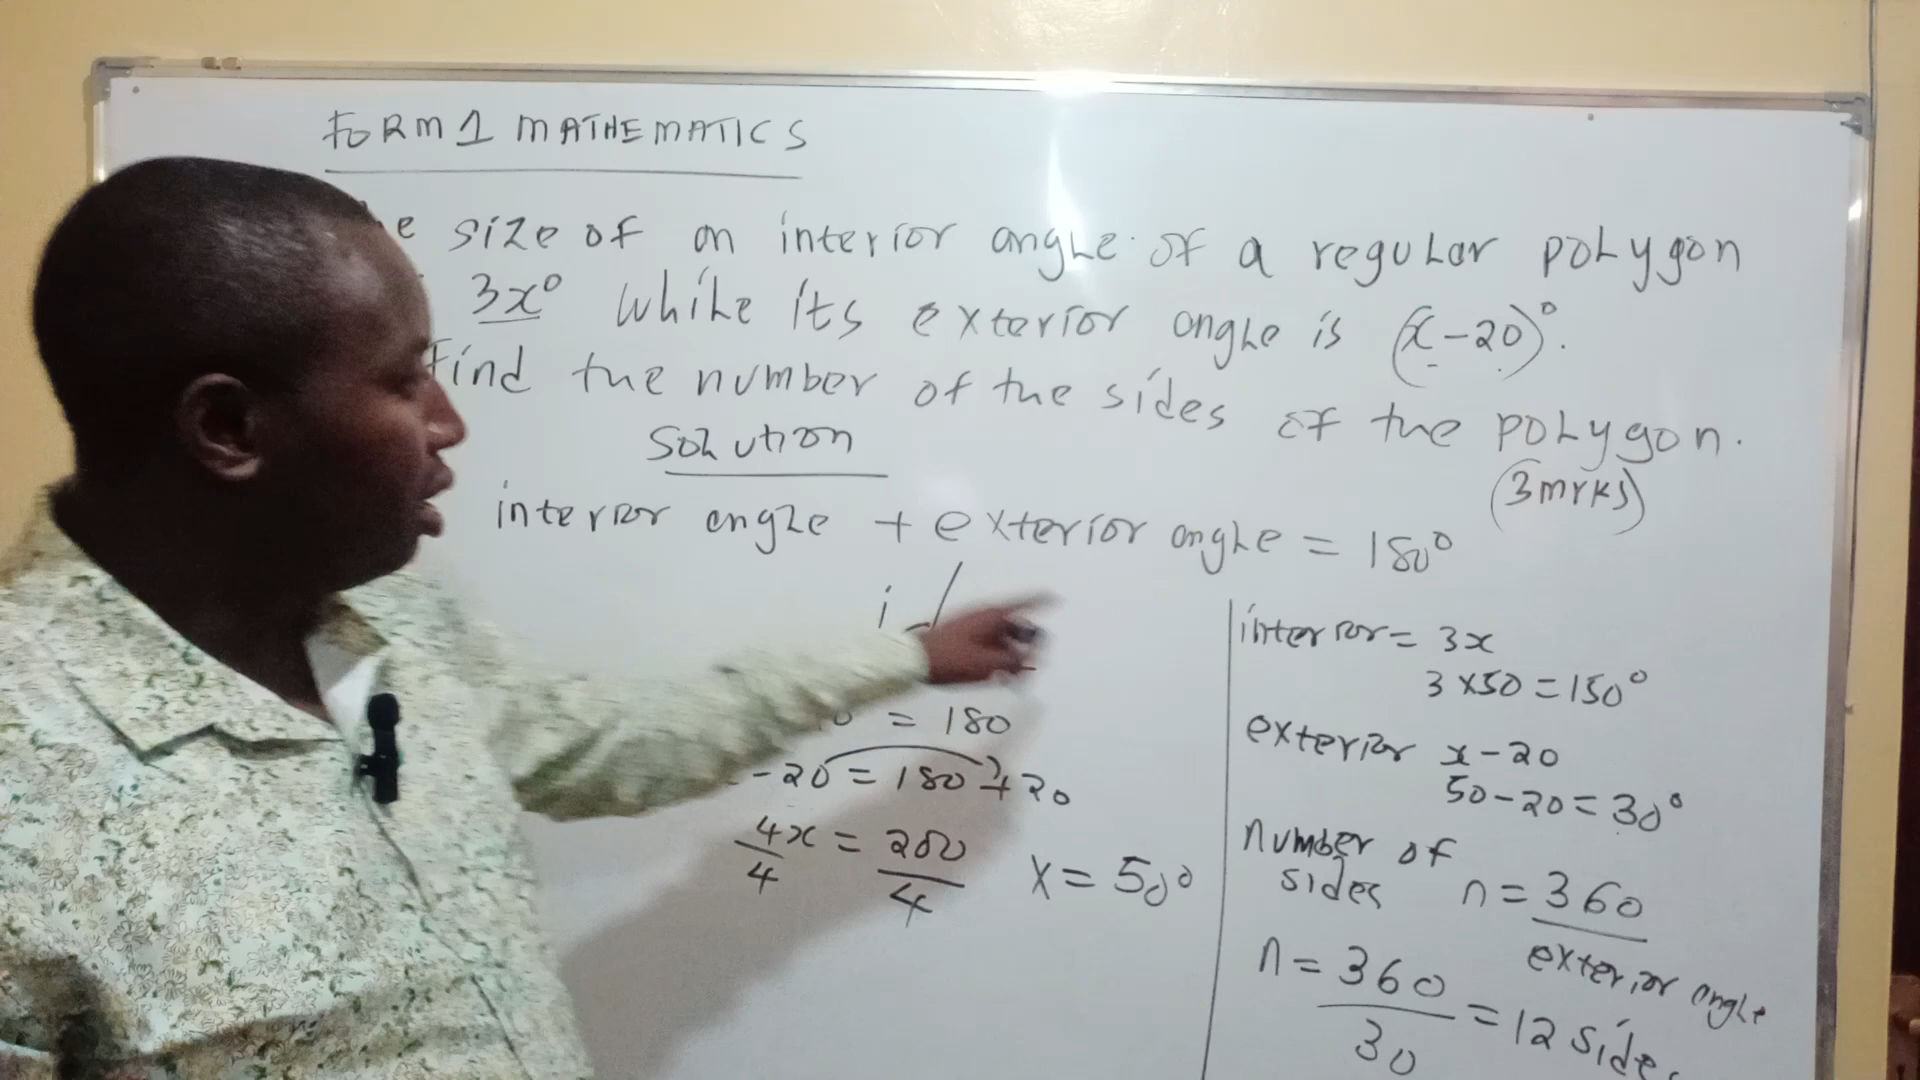 FORM 1 MATHEMATICS
size of an interior angle of a regular polygon
3x° while its exterior angle is (x-20)°.
Find the number of the sides of the polygon.
(3mrks)
Solution
interior angle + exterior angle = 180°
i
= 180
-20 = 180 +20
4x = 200
4 4
x = 50°
interior = 3x
3 x 50 = 150°
exterior x - 20
50 - 20 = 30°
number of
sides n = 360
exterior angle
n = 360 = 12 sides
30